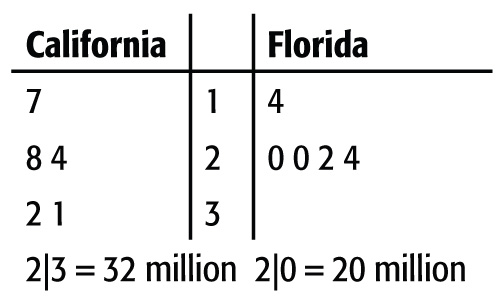 California Florida
7 1 4
8 4 2 0 0 2 4
2 1 3
2|3 = 32 million 2|0 = 20 million